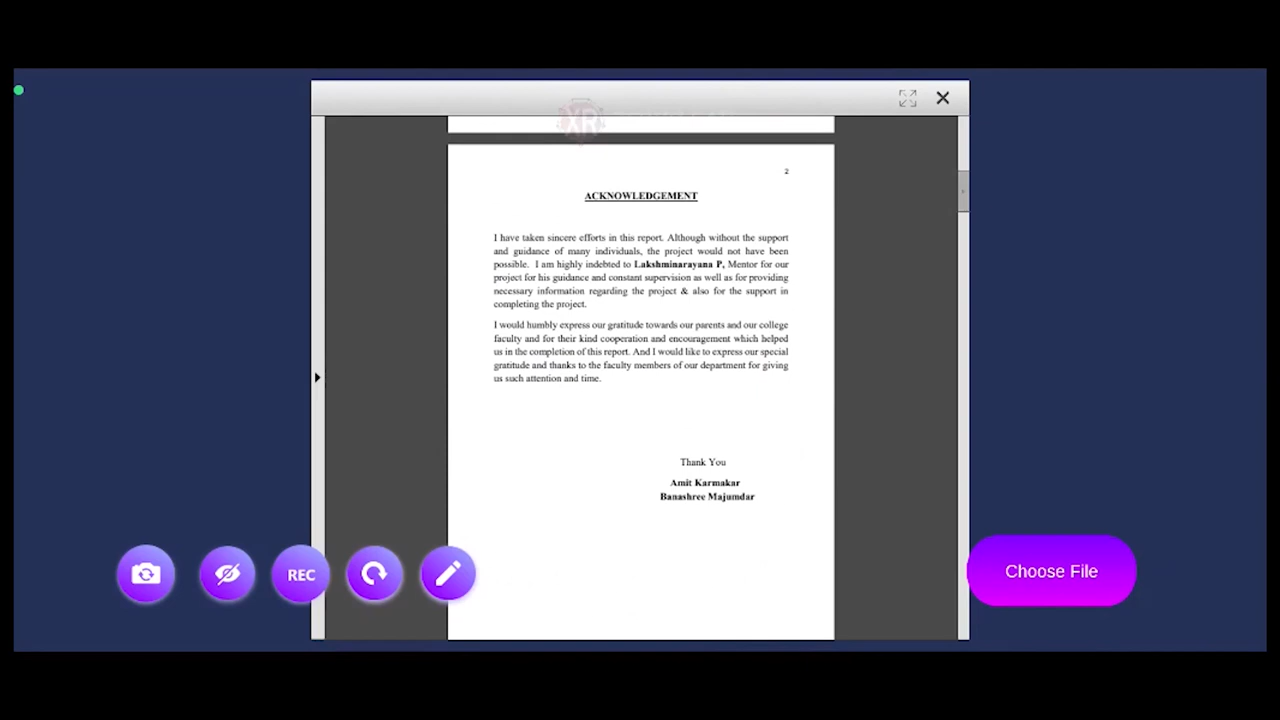 XR
2
ACKNOWLEDGEMENT
I have taken sincere efforts in this report. Although without the support
and guidance of many individuals, the project would not have been
possible. I am highly indebted to Lakshminarayana P, Mentor for our
project for his guidance and constant supervision as well as for providing
necessary information regarding the project & also for the support in
completing the project.
I would humbly express our gratitude towards our parents and our college
faculty and for their kind cooperation and encouragement which helped
us in the completion of this report. And I would like to express our special
gratitude and thanks to the faculty members of our department for giving
us such attention and time.
Thank You
Amit Karmakar
Banashree Majumdar
REC
Choose File